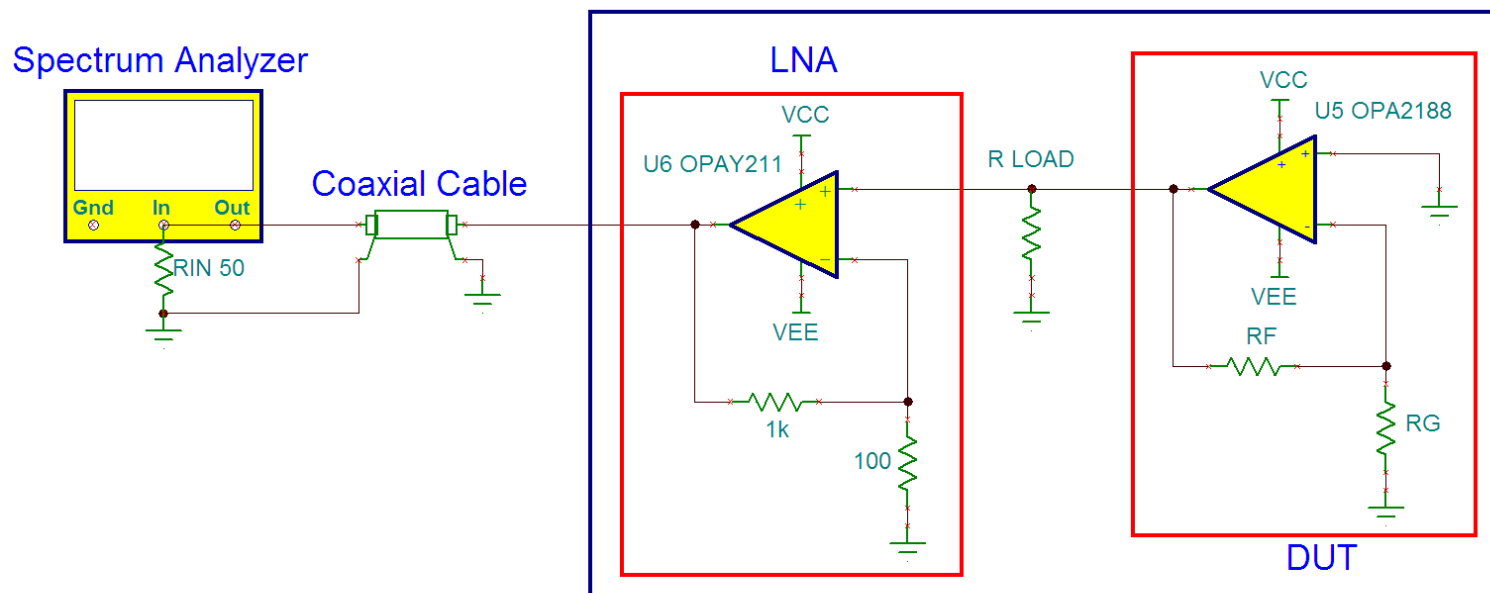 Spectrum Analyzer
Gnd In Out
RIN 50
Coaxial Cable
LNA
VCC
U6 OPAY211
+
+
-
VEE
1k
100
R LOAD
VCC
U5 OPA2188
+
+
-
VEE
RF
RG
DUT